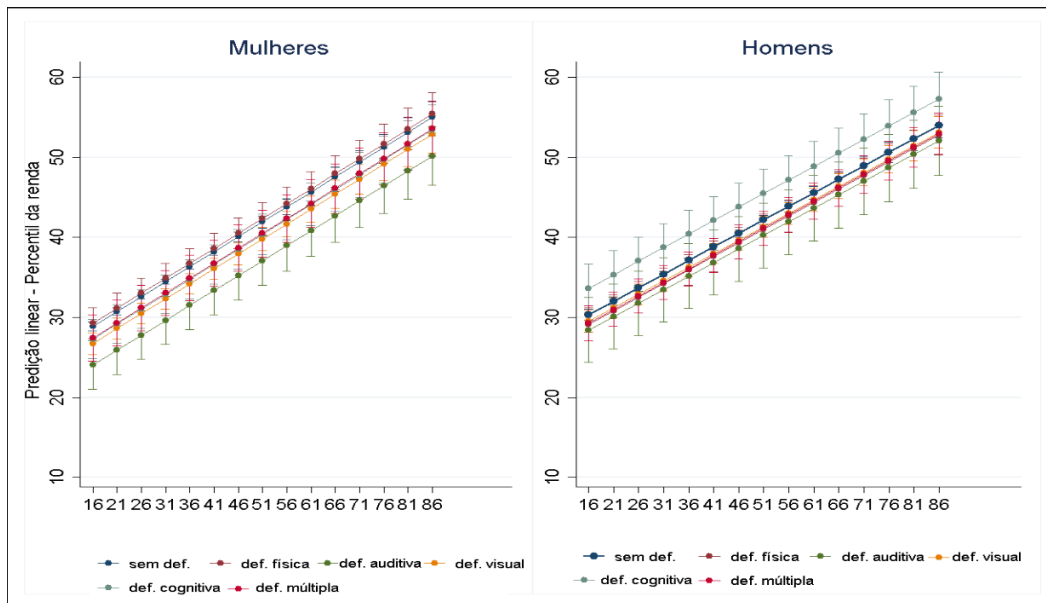 Mulheres
Predição linear - Percentil da renda
60
50
40
30
20
10
16 21 26 31 36 41 46 51 56 61 66 71 76 81 86
sem def. def. física def. auditiva def. visual
def. cognitiva def. múltipla
Homens
60
50
40
30
20
10
16 21 26 31 36 41 46 51 56 61 66 71 76 81 86
sem def. def. física def. auditiva def. visual
def. cognitiva def. múltipla